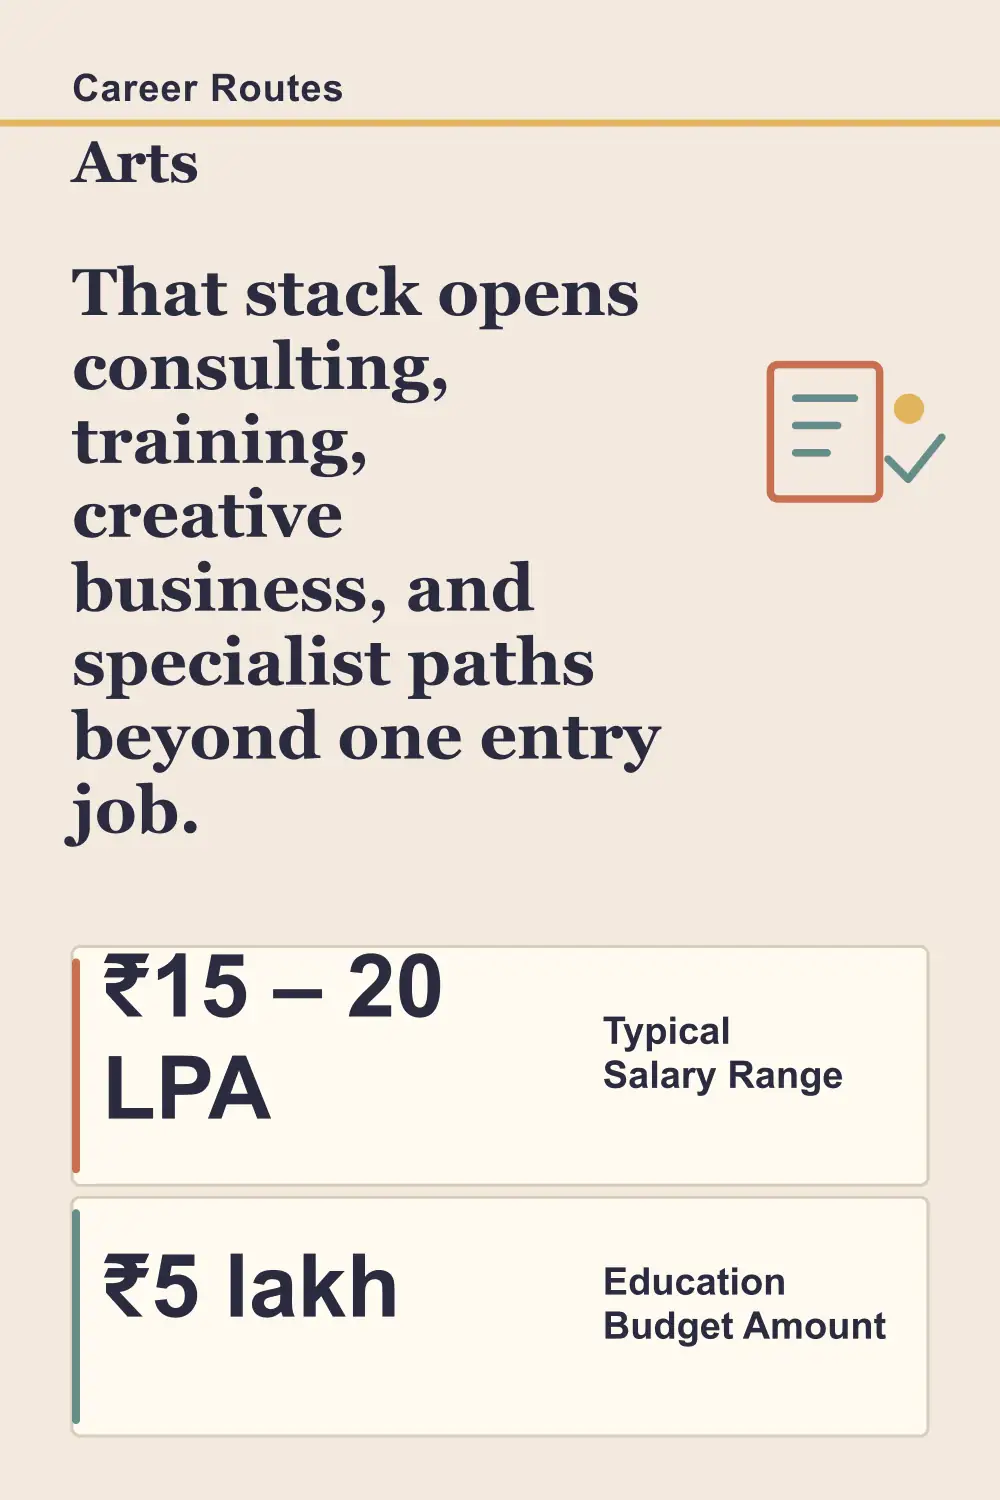 Career Routes
Arts
That stack opens
consulting,
training,
creative
business, and
specialist paths
beyond one entry
job.
₹15 – 20
LPA
Typical
Salary Range
₹5 lakh
Education
Budget Amount